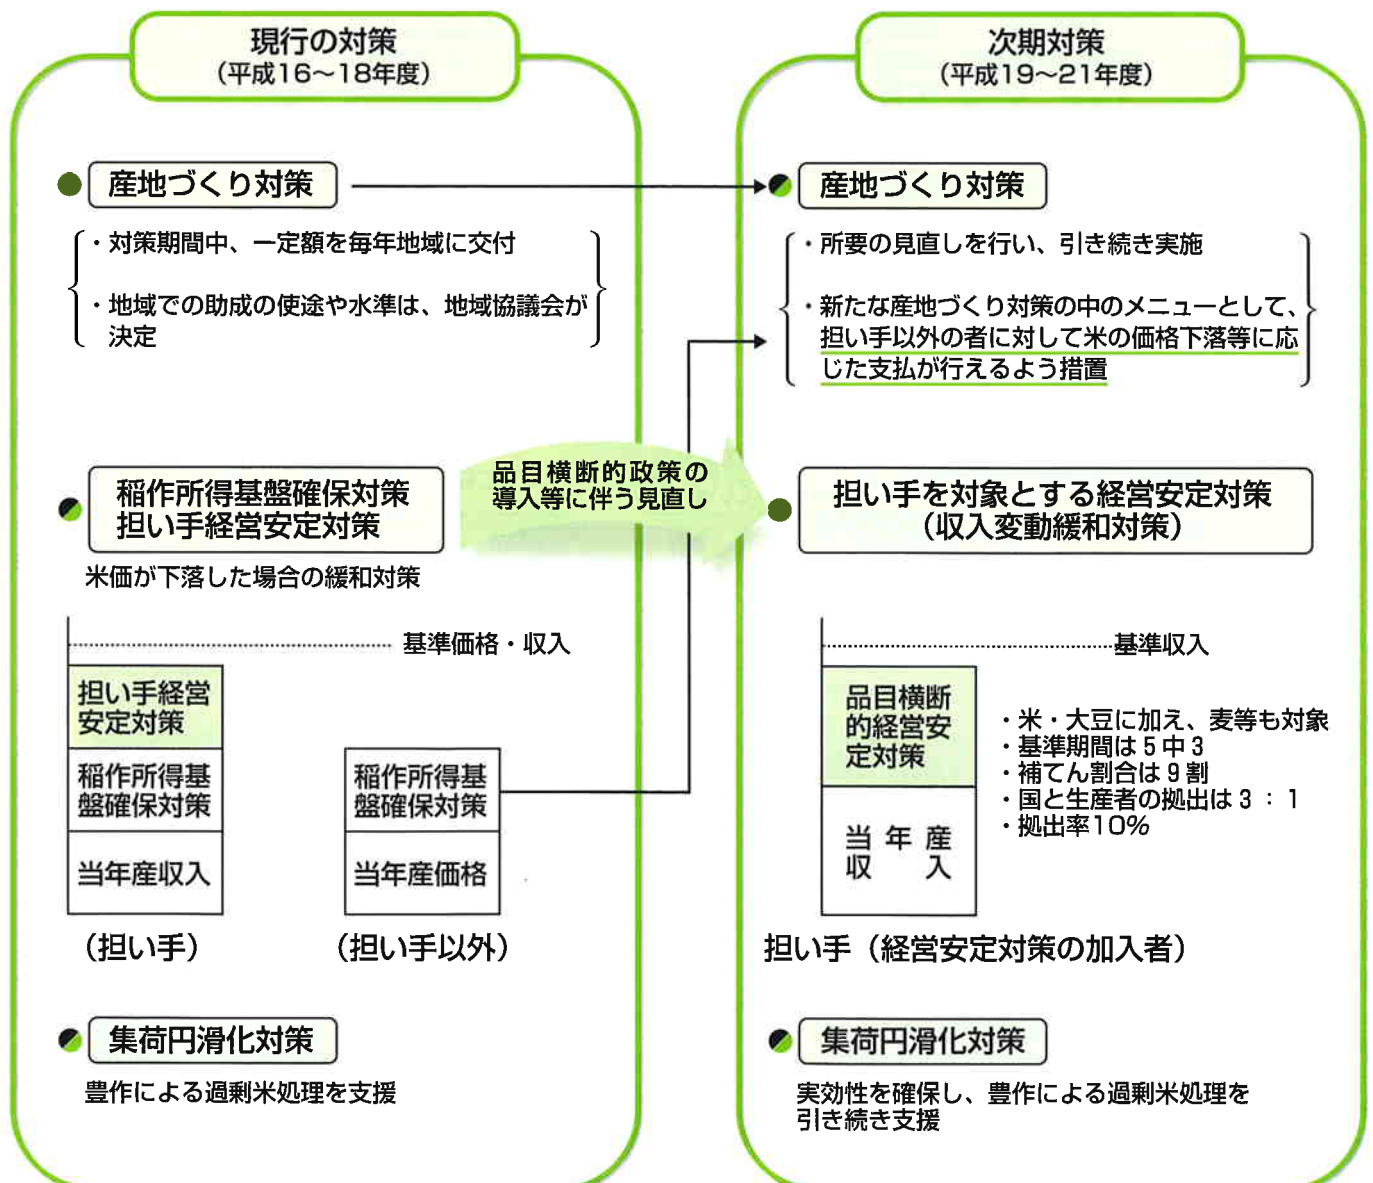 現行の対策
（平成16～18年度）
産地づくり対策
・対策期間中、一定額を毎年地域に交付
・地域での助成の使途や水準は、地域協議会が
決定
稲作所得基盤確保対策
担い手経営安定対策
米価が下落した場合の緩和対策
基準価格・収入
担い手経営
安定対策
稲作所得基
盤確保対策
当年産収入
（担い手）
稲作所得基
盤確保対策
当年産価格
（担い手以外）
集荷円滑化対策
豊作による過剰米処理を支援
品目横断的政策の
導入等に伴う見直し
次期対策
（平成19～21年度）
産地づくり対策
・所要の見直しを行い、引き続き実施
・新たな産地づくり対策の中のメニューとして、
担い手以外の者に対して米の価格下落等に応
じた支払が行えるよう措置
担い手を対象とする経営安定対策
（収入変動緩和対策）
基準収入
品目横断
的経営安
定対策
当年産
収入
・米・大豆に加え、麦等も対象
・基準期間は５中３
・補てん割合は９割
・国と生産者の拠出は３：１
・拠出率10%
担い手（経営安定対策の加入者）
集荷円滑化対策
実効性を確保し、豊作による過剰米処理を
引き続き支援